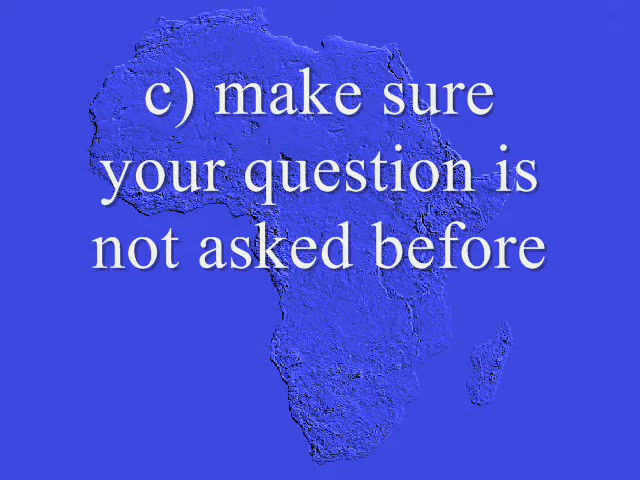 c) make sure
your question is
not asked before